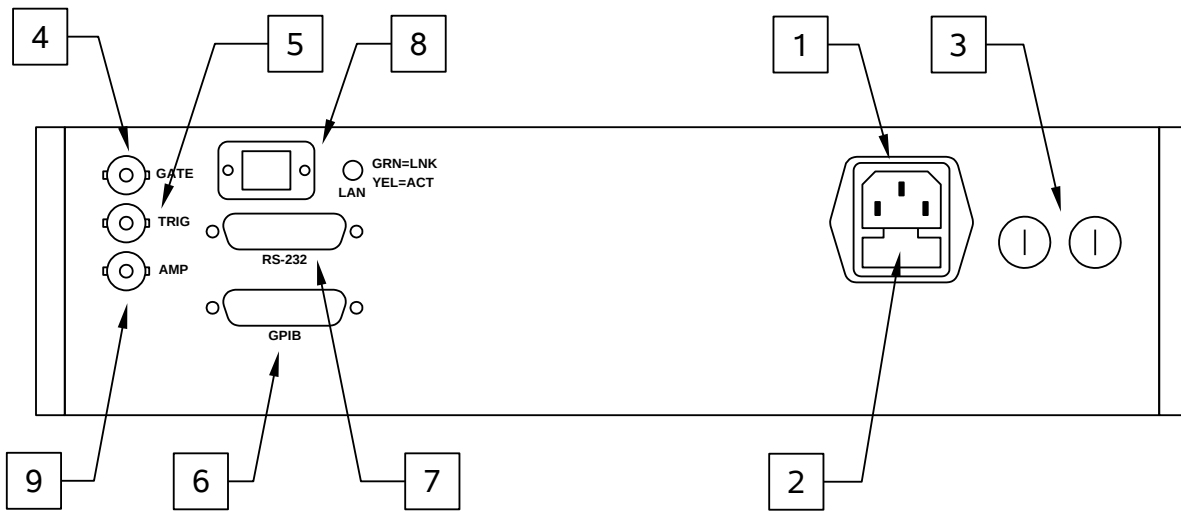 4
5
8
1
3
GATE
GRN=LNK
YEL=ACT
LAN
TRIG
RS-232
AMP
GPIB
9
6
7
2